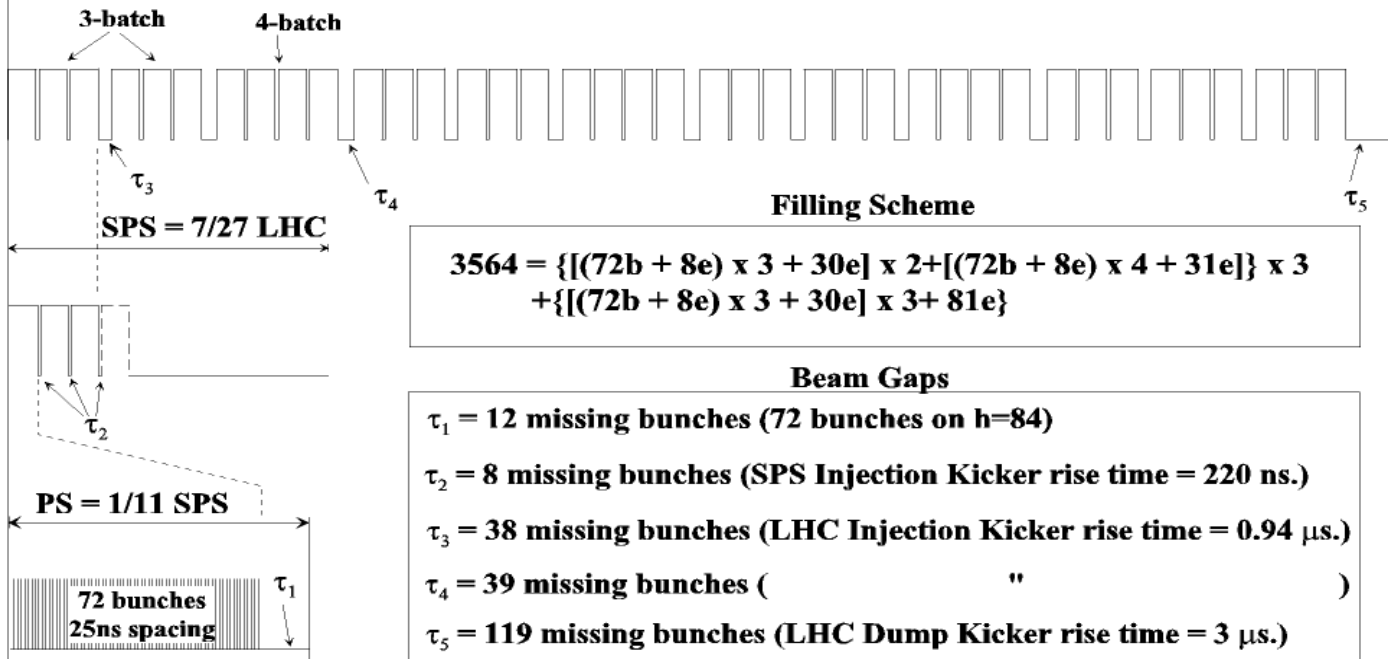 3-batch
4-batch
τ3
τ4
τ5
SPS = 7/27 LHC
Filling Scheme
3564 = {[(72b + 8e) x 3 + 30e] x 2+[(72b + 8e) x 4 + 31e]} x 3
+{[(72b + 8e) x 3 + 30e] x 3+ 81e}
τ2
PS = 1/11 SPS
τ1
72 bunches
25ns spacing
Beam Gaps
τ1 = 12 missing bunches (72 bunches on h=84)
τ2 = 8 missing bunches (SPS Injection Kicker rise time = 220 ns.)
τ3 = 38 missing bunches (LHC Injection Kicker rise time = 0.94 μs.)
τ4 = 39 missing bunches ( " )
τ5 = 119 missing bunches (LHC Dump Kicker rise time = 3 μs.)